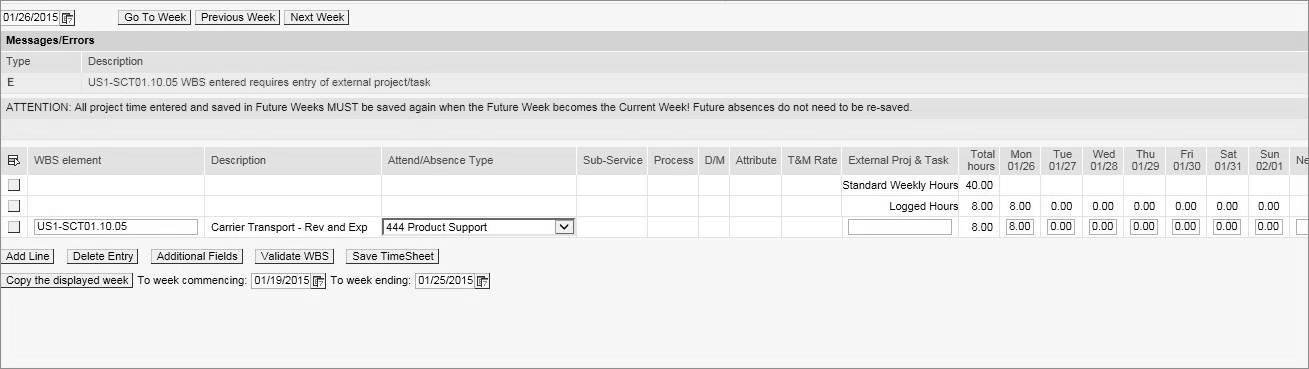 01/26/2015 Go To Week Previous Week Next Week
Messages/Errors
Type Description
E US1-SCT01.10.05 WBS entered requires entry of external project/task
ATTENTION: All project time entered and saved in Future Weeks MUST be saved again when the Future Week becomes the Current Week! Future absences do not need to be re-saved.
WBS element Description Attend/Absence Type Sub-Service Process D/M Attribute T&M Rate External Proj & Task Total hours Mon 01/26 Tue 01/27 Wed 01/28 Thu 01/29 Fri 01/30 Sat 01/31 Sun 02/01 Ne
Standard Weekly Hours 40.00
Logged Hours 8.00 8.00 0.00 0.00 0.00 0.00 0.00 0.00
US1-SCT01.10.05 Carrier Transport - Rev and Exp 444 Product Support 8.00 8.00 0.00 0.00 0.00 0.00 0.00 0.00
Add Line Delete Entry Additional Fields Validate WBS Save TimeSheet
Copy the displayed week To week commencing: 01/19/2015 To week ending: 01/25/2015